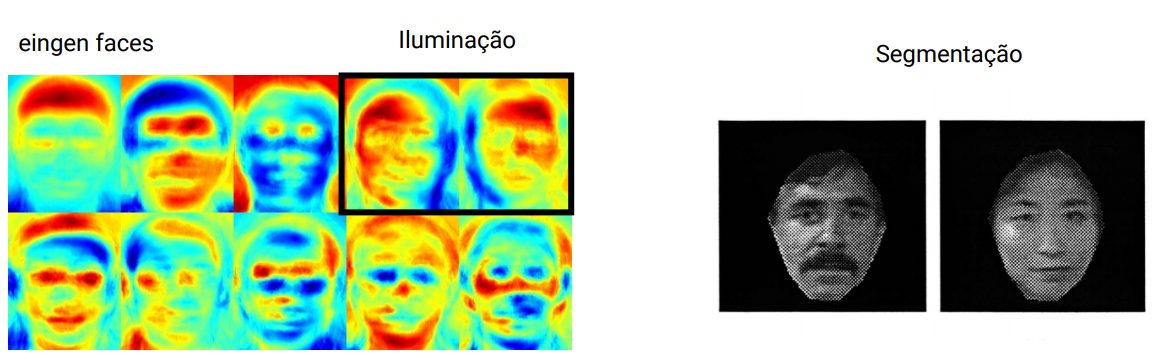 eingen faces
Iluminação
Segmentação